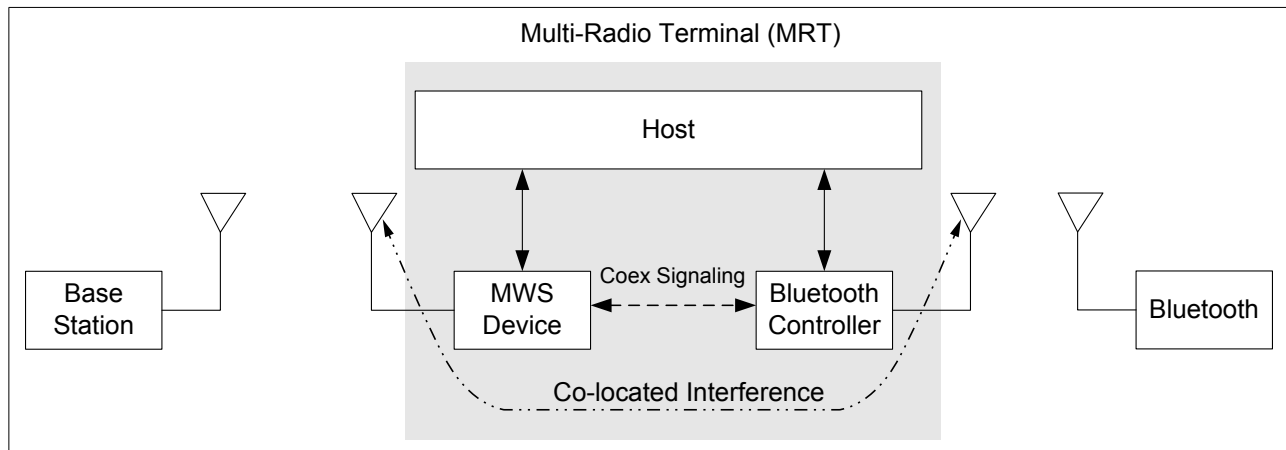 Multi-Radio Terminal (MRT)
Host
Base
Station
MWS
Device
Coex Signaling
Bluetooth
Controller
Bluetooth
Co-located Interference